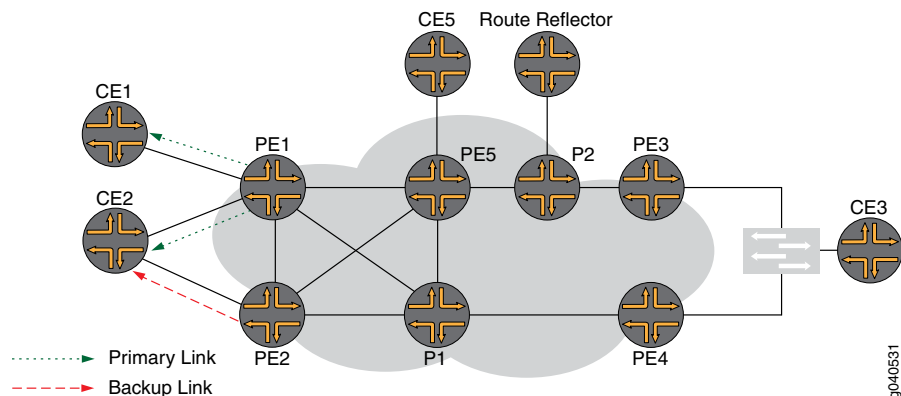 CE5
Route Reflector
CE1
PE1
PE5
P2
PE3
CE2
CE3
PE2
P1
PE4
Primary Link
Backup Link
g040531